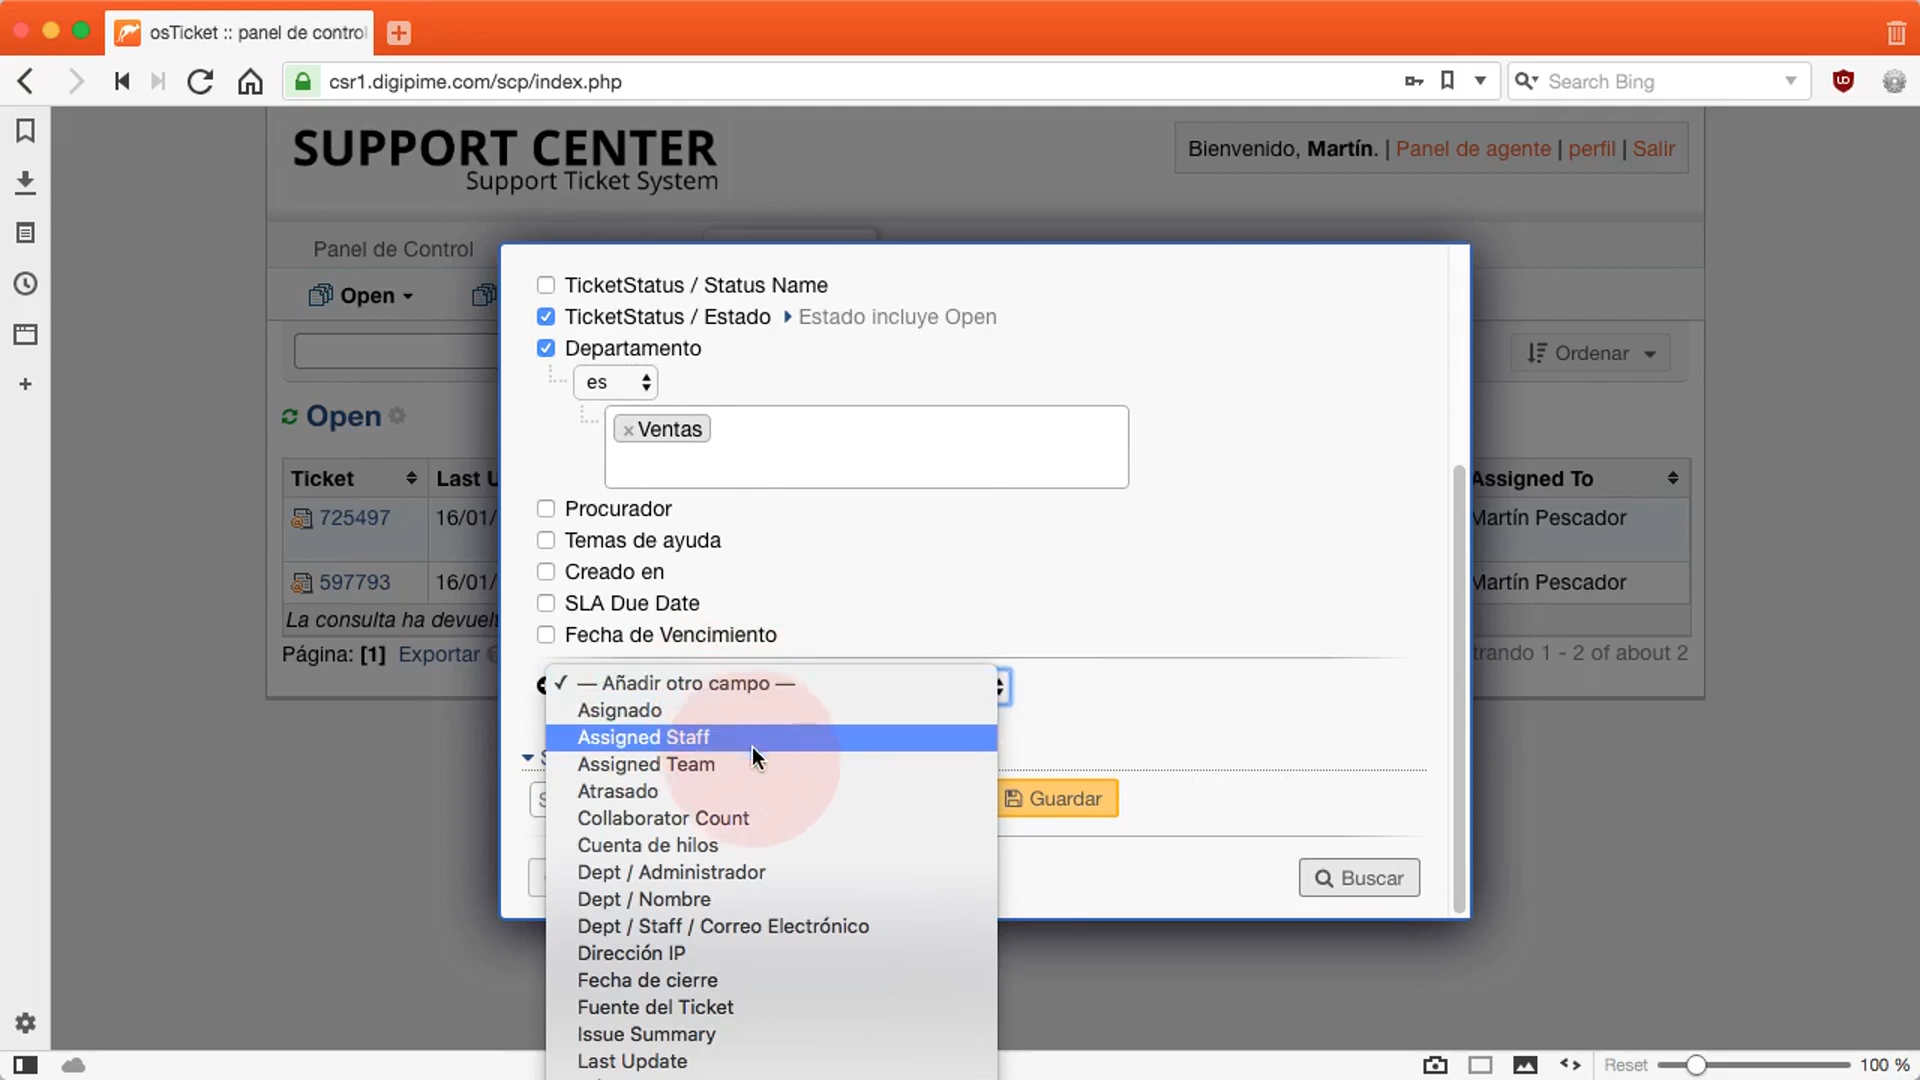 osTicket :: panel de control
csr1.digipime.com/scp/index.php
Search Bing
SUPPORT CENTER
Support Ticket System
Bienvenido, Martín. | Panel de agente | perfil | Salir
Panel de Control
Open
Ordenar
Open
Ticket
Last U
Assigned To
725497
16/01/
Martín Pescador
597793
16/01/
Martín Pescador
La consulta ha devuelt
Página: [1] Exportar
trando 1 - 2 of about 2
TicketStatus / Status Name
TicketStatus / Estado Estado incluye Open
Departamento
es
×Ventas
Procurador
Temas de ayuda
Creado en
SLA Due Date
Fecha de Vencimiento
✓ — Añadir otro campo —
Asignado
Assigned Staff
Assigned Team
Atrasado
Collaborator Count
Cuenta de hilos
Dept / Administrador
Dept / Nombre
Dept / Staff / Correo Electrónico
Dirección IP
Fecha de cierre
Fuente del Ticket
Issue Summary
Last Update
Guardar
Buscar
Reset
100 %